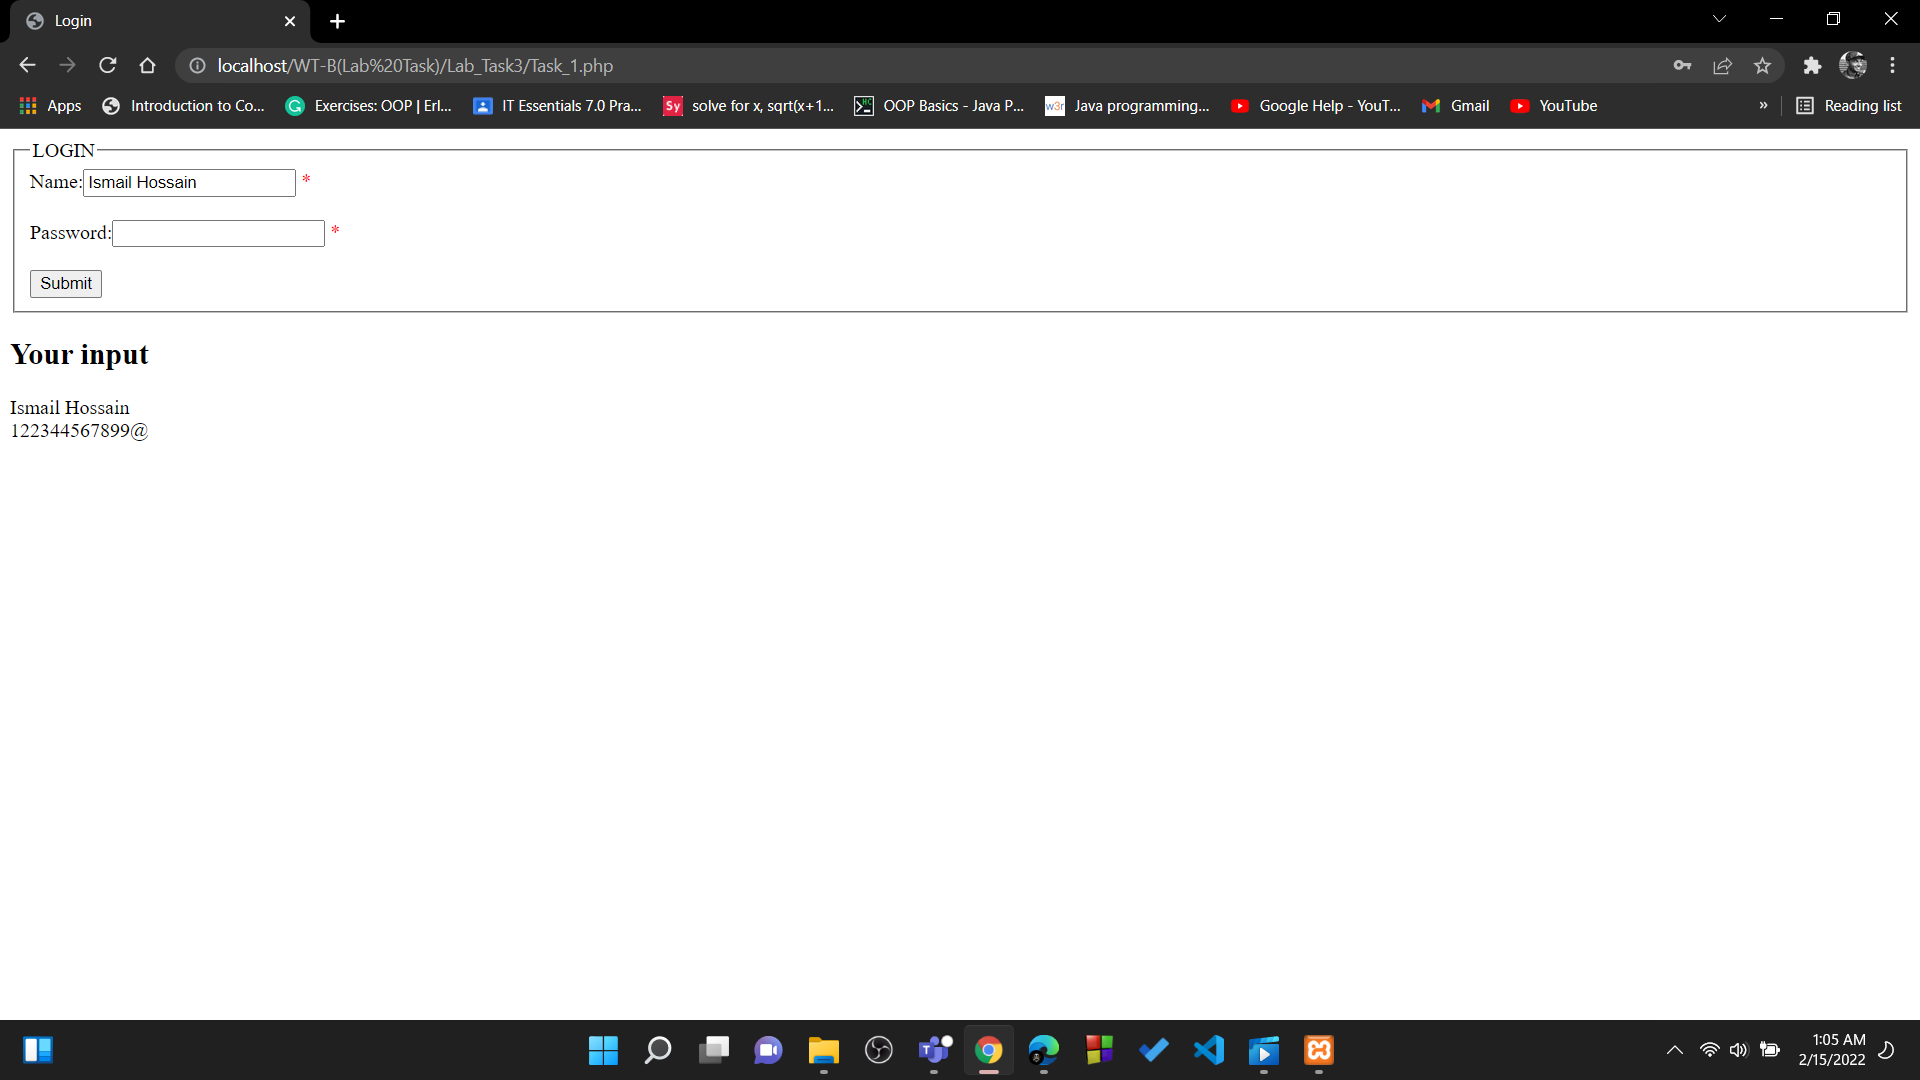 Login
localhost/WT-B(Lab%20Task)/Lab_Task3/Task_1.php
Apps Introduction to Co... Exercises: OOP | Erl... IT Essentials 7.0 Pra... Sy solve for x, sqrt(x+1... OOP Basics - Java P... w3r Java programming... Google Help - YouT... Gmail YouTube » Reading list
LOGIN
Name: Ismail Hossain *
Password: *
Submit
Your input
Ismail Hossain
122344567899@
1:05 AM
2/15/2022